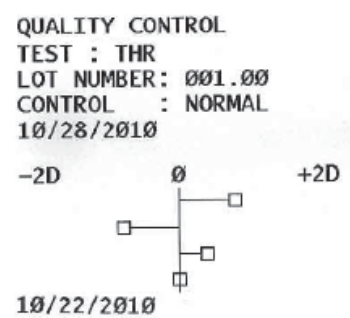 QUALITY CONTROL
TEST : THR
LOT NUMBER: 001.00
CONTROL : NORMAL
10/28/2010
-2D 0 +2D
10/22/2010